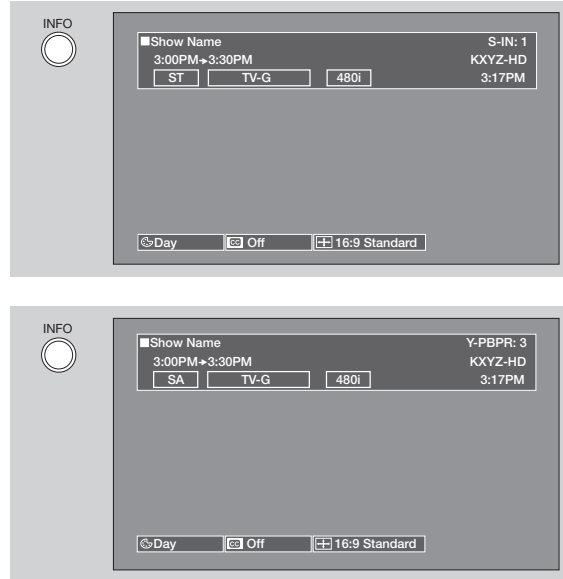 INFO
■Show Name S-IN: 1
3:00PM→3:30PM KXYZ-HD
ST TV-G 480i 3:17PM
Day CC Off 16:9 Standard
INFO
■Show Name Y-PBPR: 3
3:00PM→3:30PM KXYZ-HD
SA TV-G 480i 3:17PM
Day CC Off 16:9 Standard